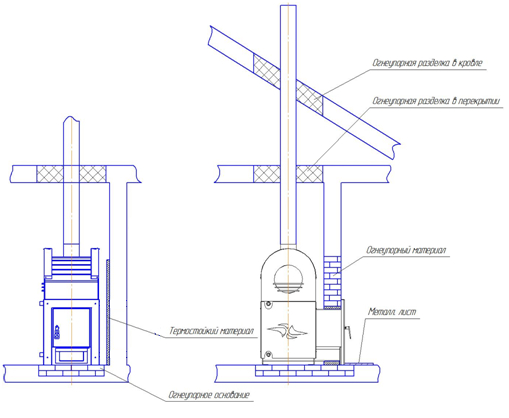 Огнеупорная разделка в кровле
Огнеупорная разделка в перекрытии
Огнеупорный материал
Металл. лист
Термостойкий материал
Огнеупорное основание